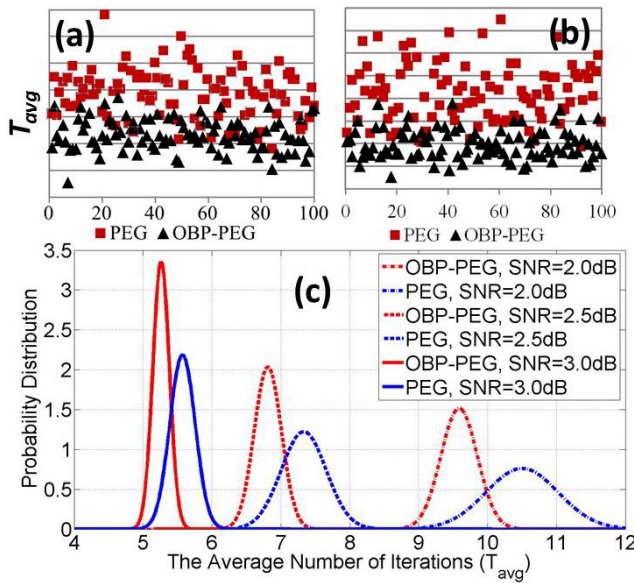 (a)
(b)
T_avg
0 20 40 60 80 100
0 20 40 60 80 100
PEG OBP-PEG
PEG OBP-PEG
(c)
3.5
3
2.5
2
1.5
1
0.5
0
Probability Distribution
OBP-PEG, SNR=2.0dB
PEG, SNR=2.0dB
OBP-PEG, SNR=2.5dB
PEG, SNR=2.5dB
OBP-PEG, SNR=3.0dB
PEG, SNR=3.0dB
4 5 6 7 8 9 10 11 12
The Average Number of Iterations (T_avg)